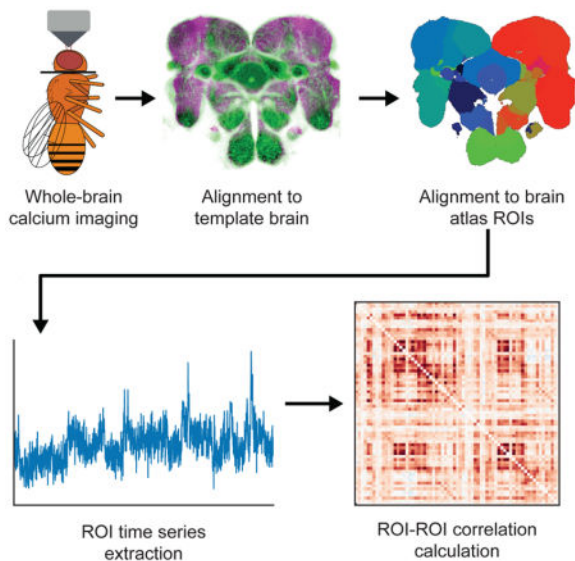 Whole-brain
calcium imaging
Alignment to
template brain
Alignment to brain
atlas ROIs
ROI time series
extraction
ROI-ROI correlation
calculation